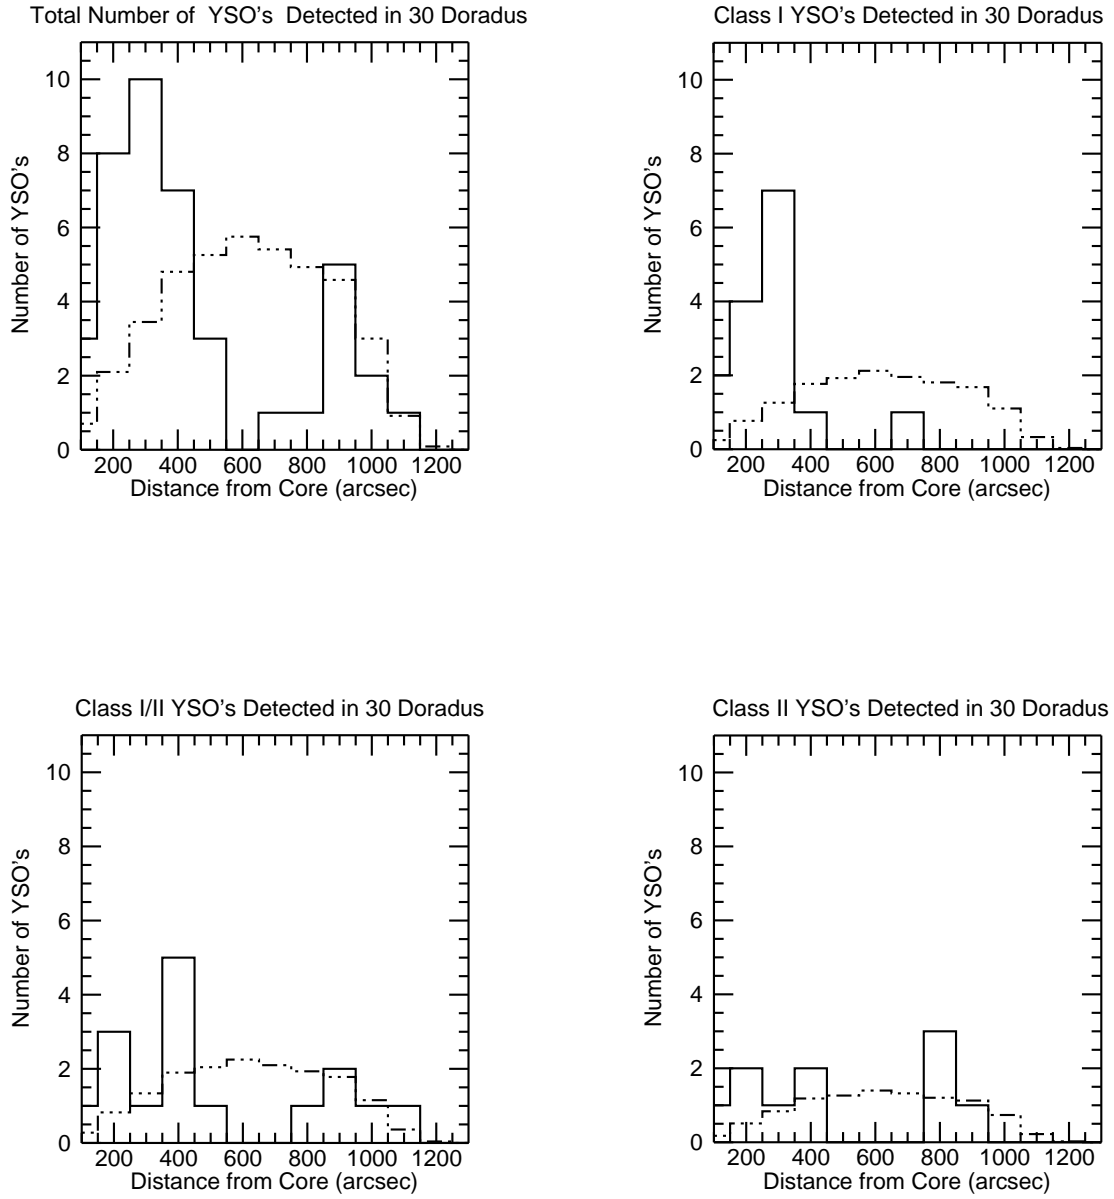 Total Number of  YSO's  Detected in 30 Doradus
10
8
6
4
2
0
Number of YSO's
200 400 600 800 1000 1200
Distance from Core (arcsec)
Class I YSO's Detected in 30 Doradus
10
8
6
4
2
0
Number of YSO's
200 400 600 800 1000 1200
Distance from Core (arcsec)
Class I/II YSO's Detected in 30 Doradus
10
8
6
4
2
0
Number of YSO's
200 400 600 800 1000 1200
Distance from Core (arcsec)
Class II YSO's Detected in 30 Doradus
10
8
6
4
2
0
Number of YSO's
200 400 600 800 1000 1200
Distance from Core (arcsec)